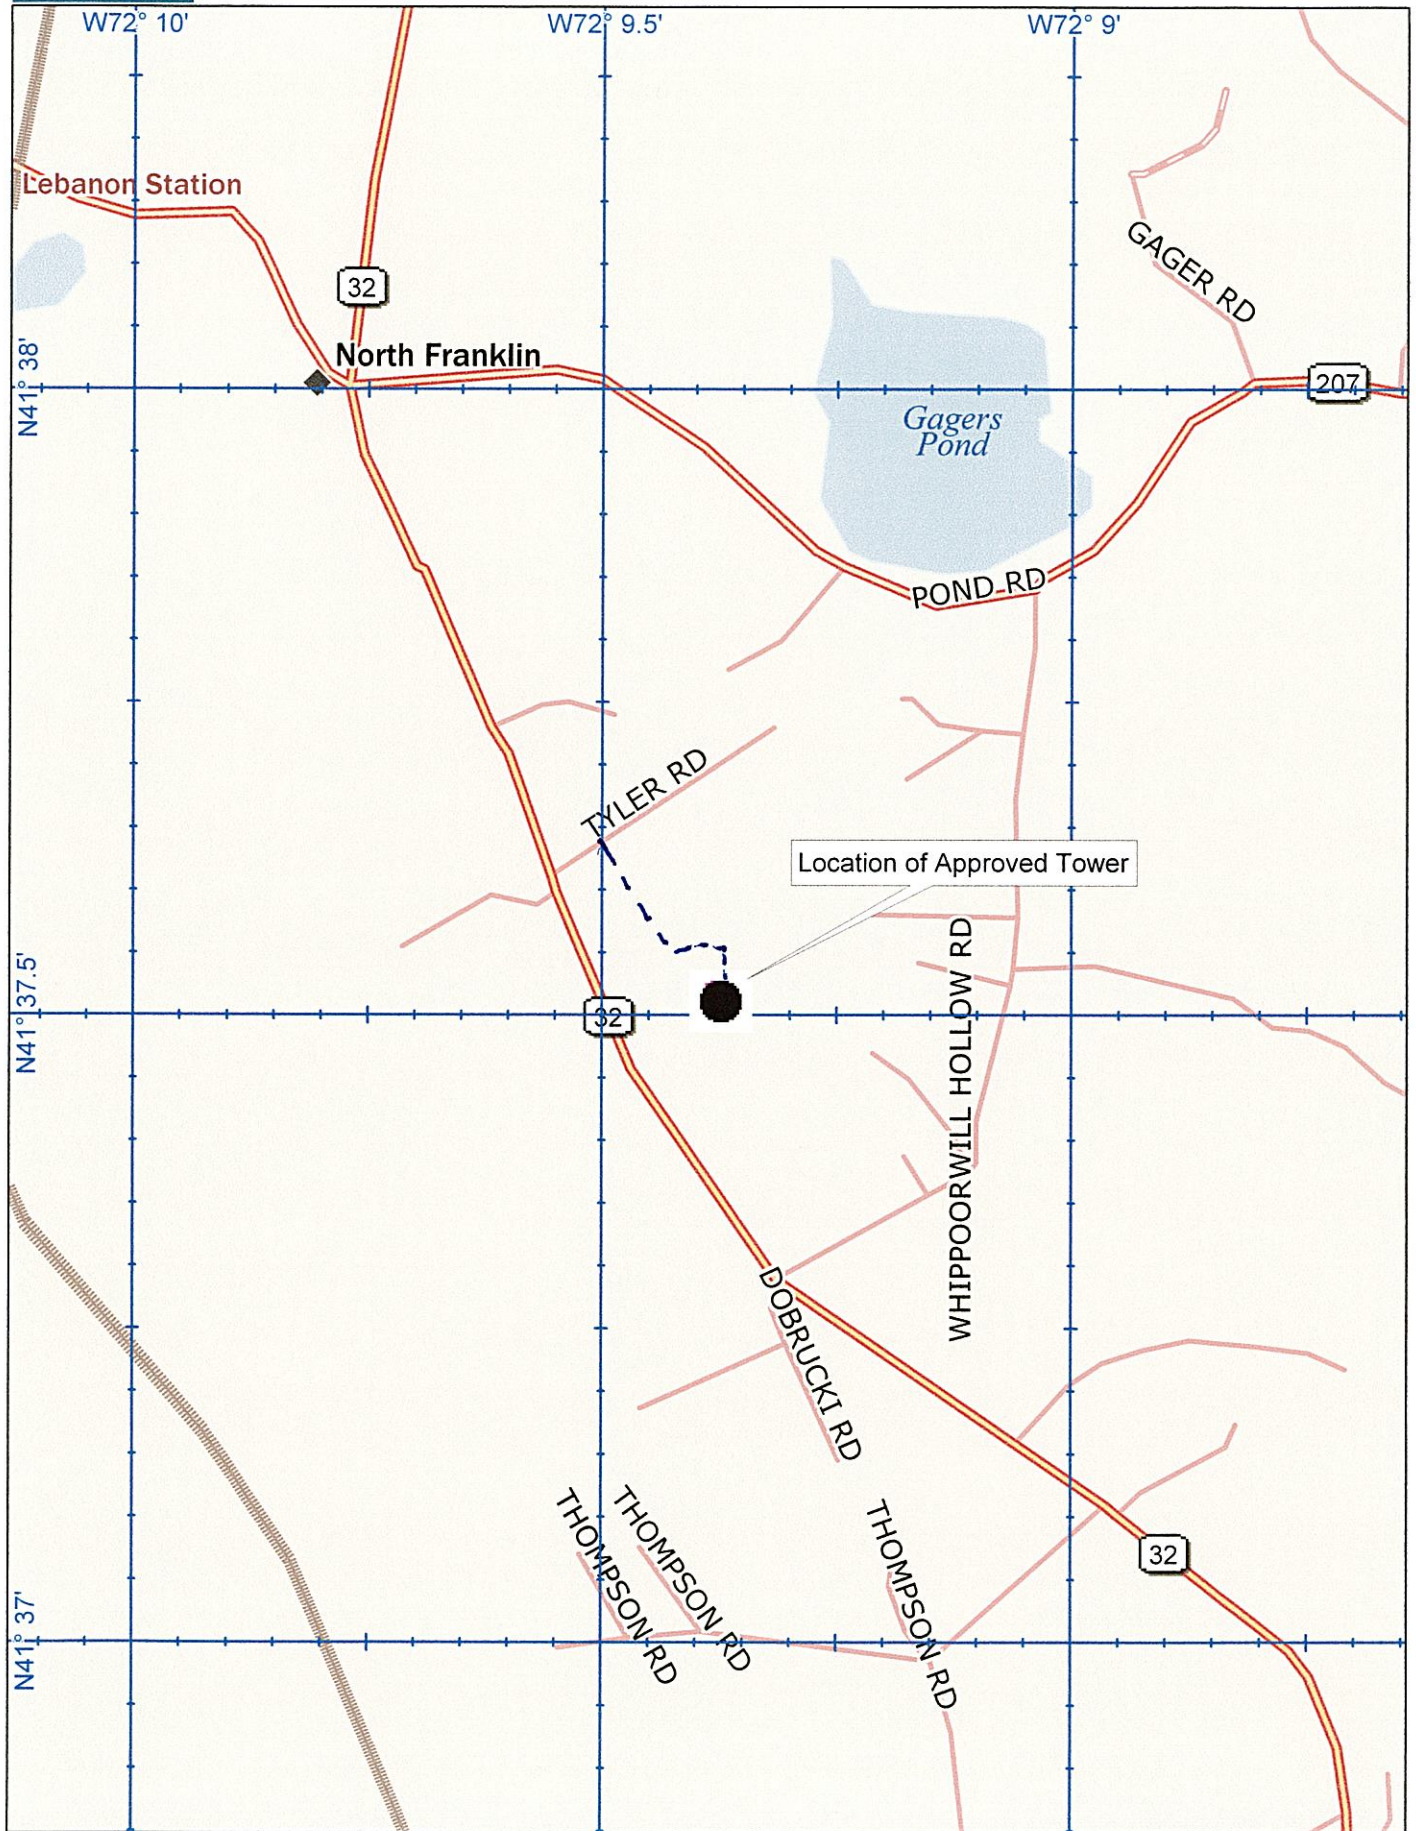 W72° 10'
W72° 9.5'
W72° 9'
Lebanon Station
GAGER RD
32
North Franklin
N41° 38'
207
Gagers
Pond
POND RD
TYLER RD
Location of Approved Tower
WHIPPOORWILL HOLLOW RD
N41° 37.5'
32
DOBRUCKI RD
THOMPSON RD
THOMPSON RD
THOMPSON RD
32
N41° 37'